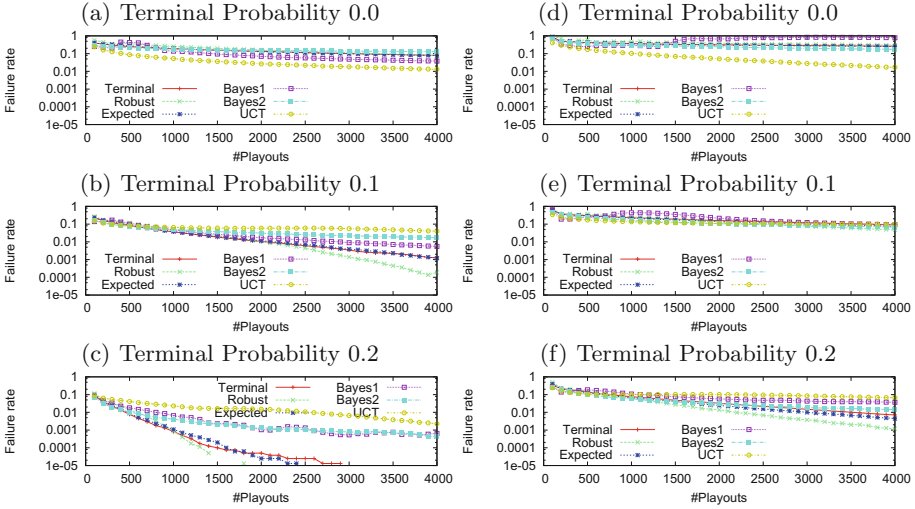 (a) Terminal Probability 0.0
Failure rate
1
0.1
0.01
0.001
0.0001
1e-05
Terminal
Robust
Expected
Bayes1
Bayes2
UCT
0 500 1000 1500 2000 2500 3000 3500 4000
#Playouts
(b) Terminal Probability 0.1
Failure rate
1
0.1
0.01
0.001
0.0001
1e-05
Terminal
Robust
Expected
Bayes1
Bayes2
UCT
0 500 1000 1500 2000 2500 3000 3500 4000
#Playouts
(c) Terminal Probability 0.2
Failure rate
1
0.1
0.01
0.001
0.0001
1e-05
Terminal
Robust
Expected
Bayes1
Bayes2
UCT
0 500 1000 1500 2000 2500 3000 3500 4000
#Playouts
(d) Terminal Probability 0.0
Failure rate
1
0.1
0.01
0.001
0.0001
1e-05
Terminal
Robust
Expected
Bayes1
Bayes2
UCT
0 500 1000 1500 2000 2500 3000 3500 4000
#Playouts
(e) Terminal Probability 0.1
Failure rate
1
0.1
0.01
0.001
0.0001
1e-05
Terminal
Robust
Expected
Bayes1
Bayes2
UCT
0 500 1000 1500 2000 2500 3000 3500 4000
#Playouts
(f) Terminal Probability 0.2
Failure rate
1
0.1
0.01
0.001
0.0001
1e-05
Terminal
Robust
Expected
Bayes1
Bayes2
UCT
0 500 1000 1500 2000 2500 3000 3500 4000
#Playouts